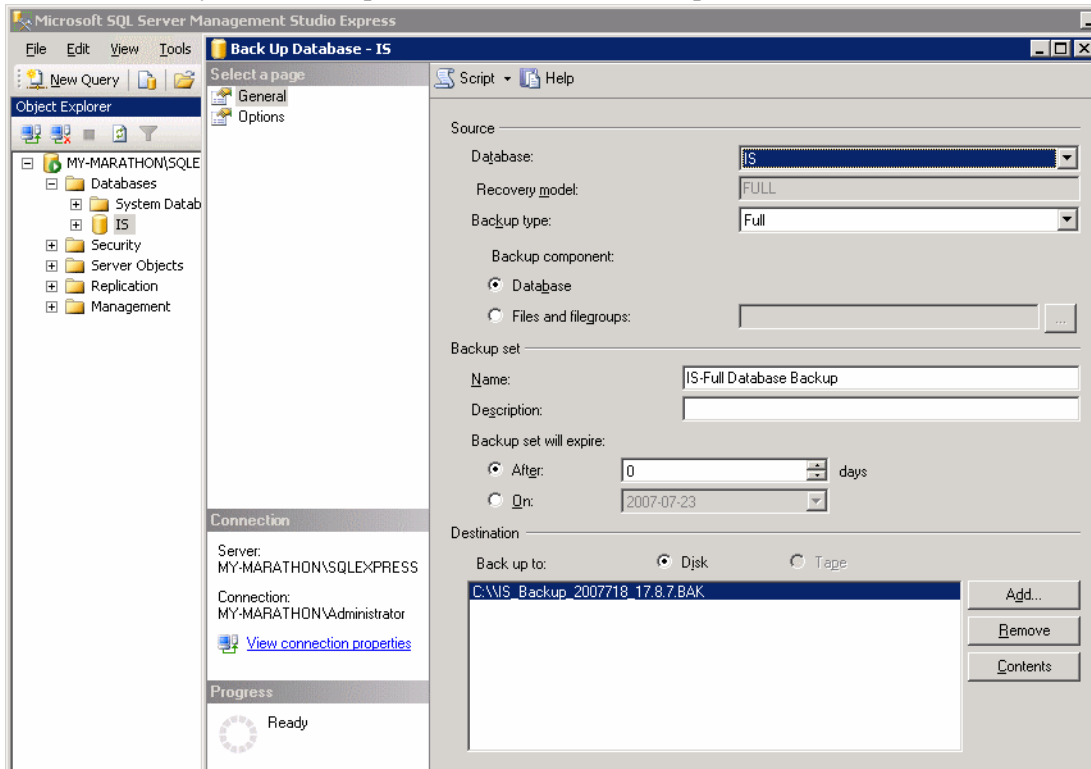 Microsoft SQL Server Management Studio Express
File Edit View Tools
New Query
Object Explorer
MY-MARATHON\SQLE
Databases
System Datab
IS
Security
Server Objects
Replication
Management
Back Up Database - IS
Select a page
General
Options
Script Help
Source
Database: IS
Recovery model: FULL
Backup type: Full
Backup component:
Database
Files and filegroups: ...
Backup set
Name: IS-Full Database Backup
Description:
Backup set will expire:
After: 0 days
On: 2007-07-23
Destination
Back up to: Disk Tape
C:\\IS_Backup_2007718_17.8.7.BAK
Add...
Remove
Contents
Connection
Server:
MY-MARATHON\SQLEXPRESS
Connection:
MY-MARATHON\Administrator
View connection properties
Progress
Ready